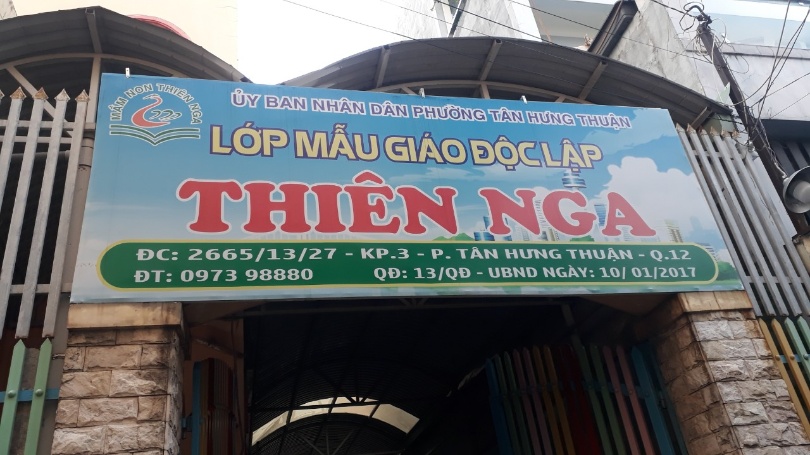 MẦM NON THIÊN NGA
ỦY BAN NHÂN DÂN PHƯỜNG TÂN HƯNG THUẬN
LỚP MẪU GIÁO ĐỘC LẬP
THIÊN NGA
ĐC: 2665/13/27 - KP.3 - P. TÂN HƯNG THUẬN - Q.12
ĐT: 0973 98880 QĐ: 13/QĐ - UBND NGÀY: 10/ 01/2017